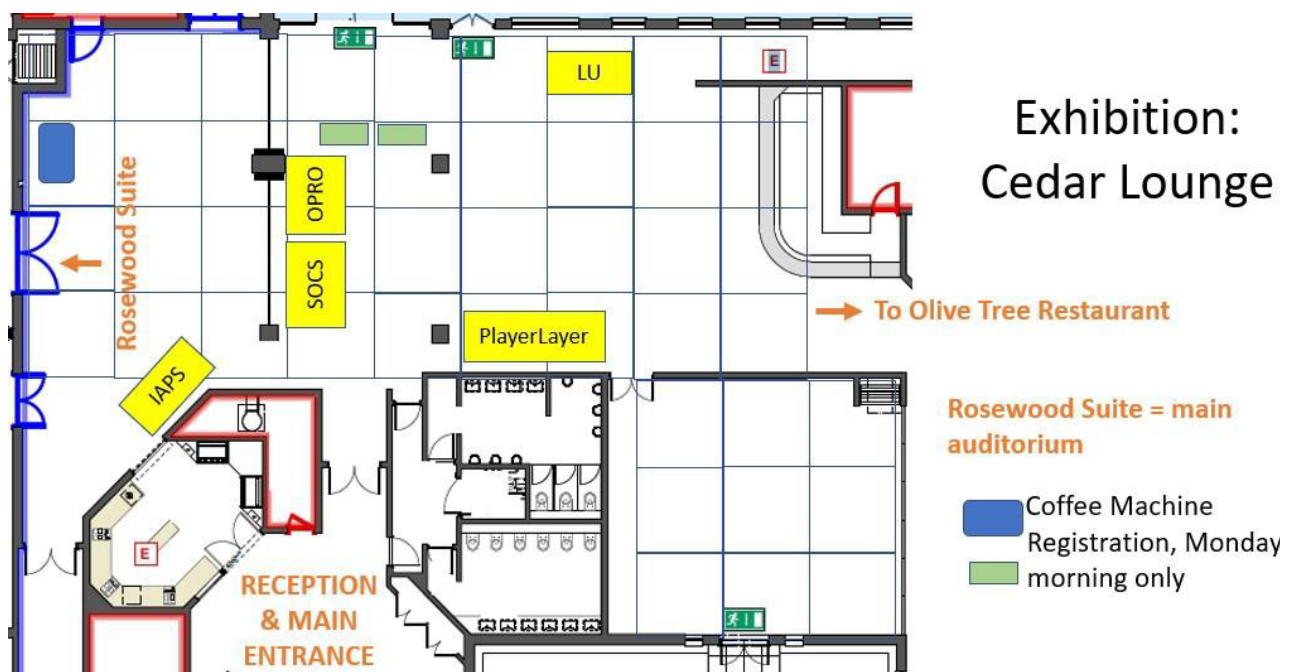 Exhibition:
Cedar Lounge
LU
E
OPRO
SOCS
Rosewood Suite
PlayerLayer
IAPS
To Olive Tree Restaurant
Rosewood Suite = main
auditorium
Coffee Machine
Registration, Monday
morning only
E
RECEPTION
& MAIN
ENTRANCE